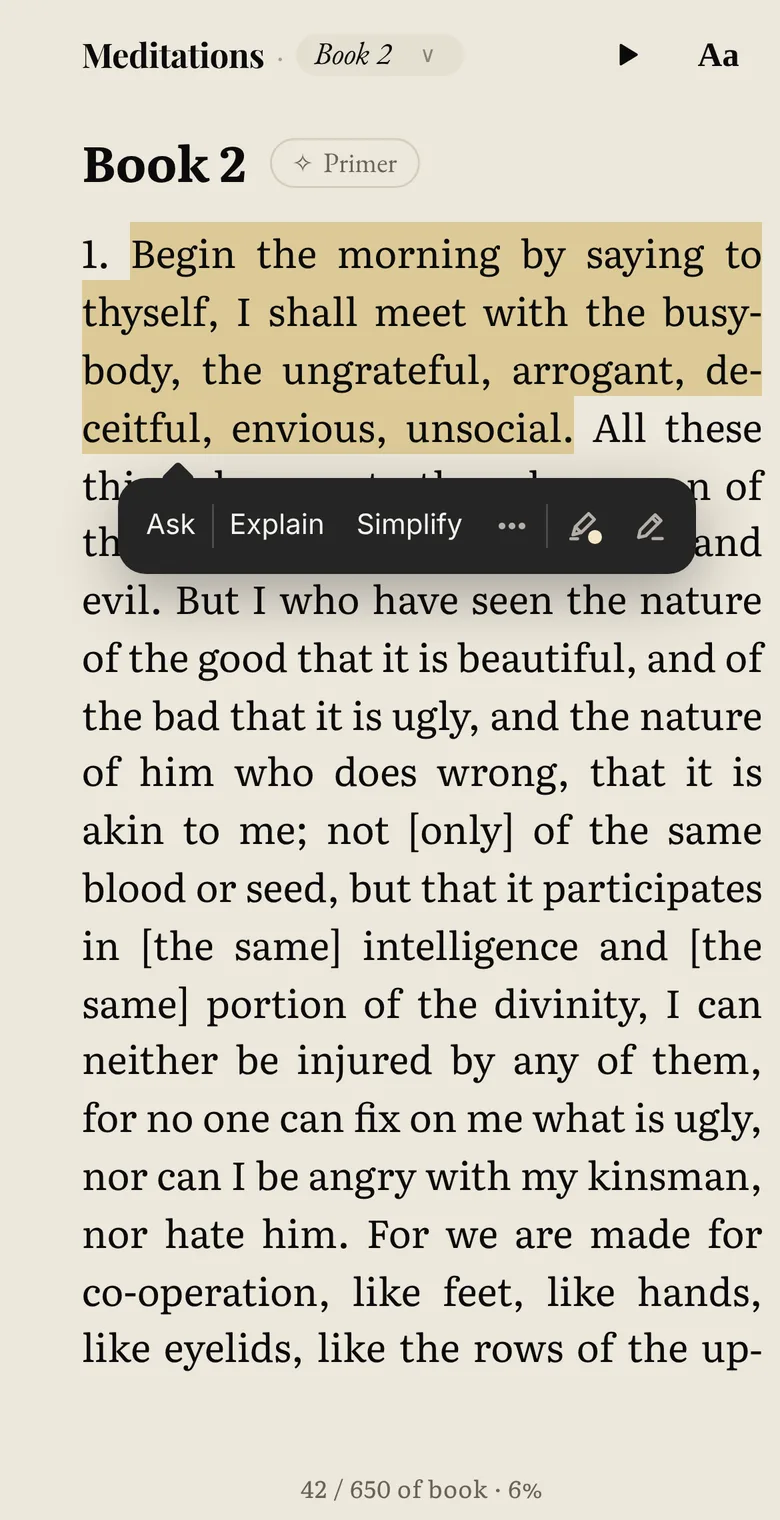 Meditations · Book 2 ∨ Aa
Book 2 ✧ Primer
1. Begin the morning by saying to
thyself, I shall meet with the busy-
body, the ungrateful, arrogant, de-
ceitful, envious, unsocial. All these
of
Ask Explain Simplify •••
and
evil. But I who have seen the nature
of the good that it is beautiful, and of
the bad that it is ugly, and the nature
of him who does wrong, that it is
akin to me; not [only] of the same
blood or seed, but that it participates
in [the same] intelligence and [the
same] portion of the divinity, I can
neither be injured by any of them,
for no one can fix on me what is ugly,
nor can I be angry with my kinsman,
nor hate him. For we are made for
co-operation, like feet, like hands,
like eyelids, like the rows of the up-
42 / 650 of book · 6%